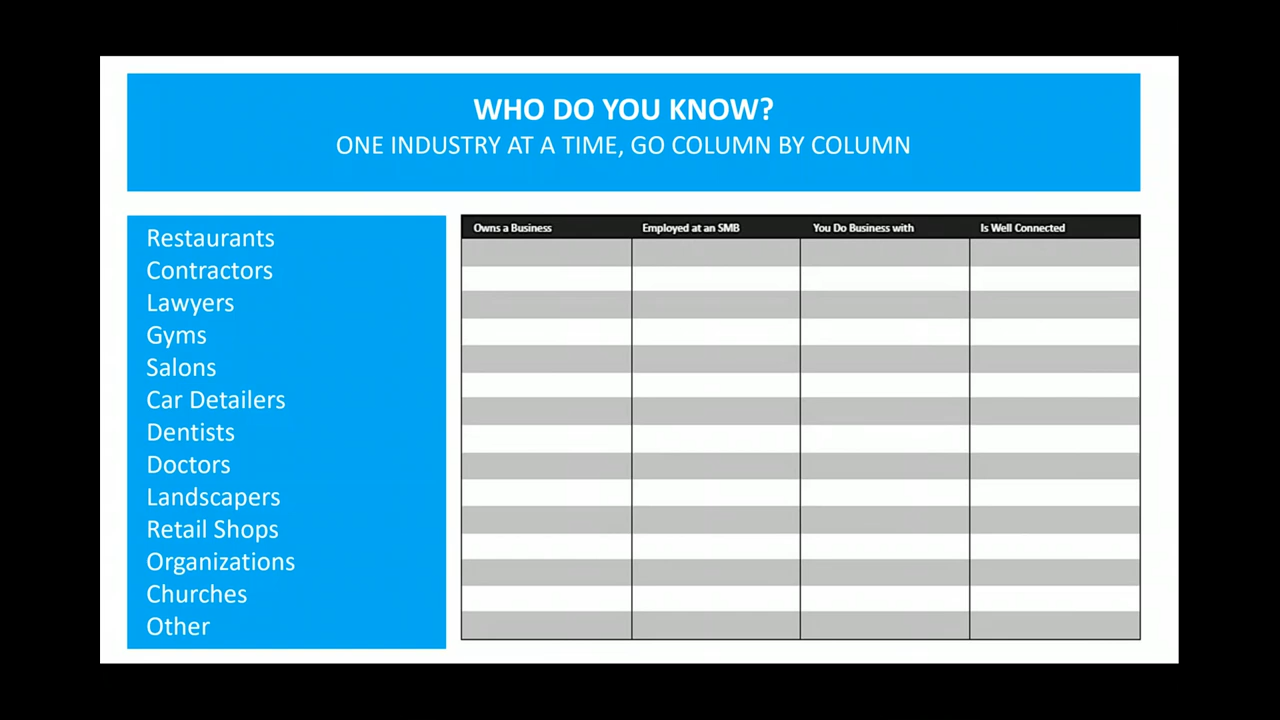 WHO DO YOU KNOW?
ONE INDUSTRY AT A TIME, GO COLUMN BY COLUMN
Restaurants
Contractors
Lawyers
Gyms
Salons
Car Detailers
Dentists
Doctors
Landscapers
Retail Shops
Organizations
Churches
Other
Owns a Business Employed at an SMB You Do Business with Is Well Connected